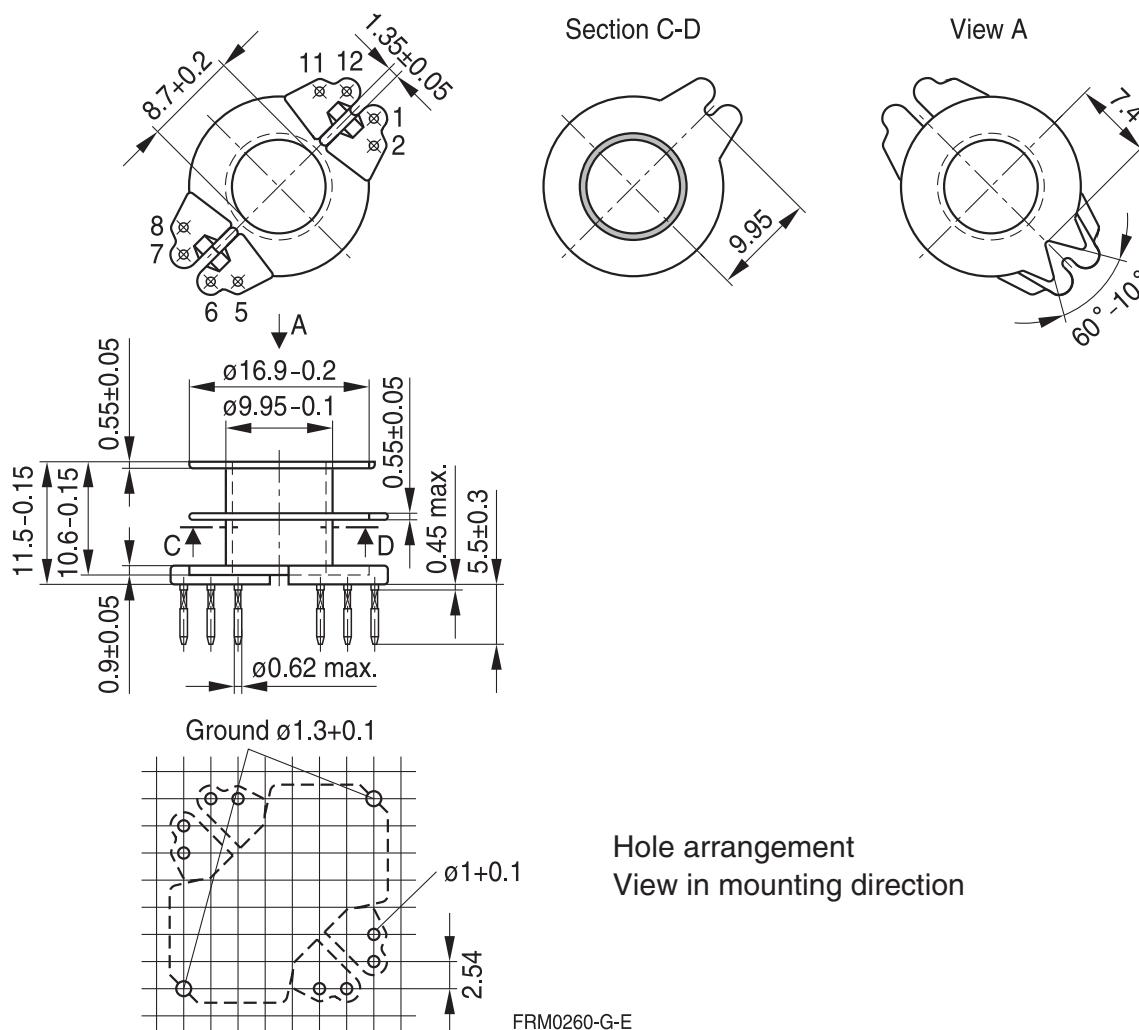 Section C-D
View A
8.7+0.2
1.35±0.05
11 12
1
2
8
7
6 5
9.95
7.4
60°-10°
A
ø16.9-0.2
ø9.95-0.1
0.55±0.05
0.55±0.05
11.5-0.15
10.6-0.15
0.9±0.05
0.45 max.
5.5±0.3
C D
ø0.62 max.
Ground ø1.3+0.1
ø1+0.1
2.54
Hole arrangement
View in mounting direction
FRM0260-G-E